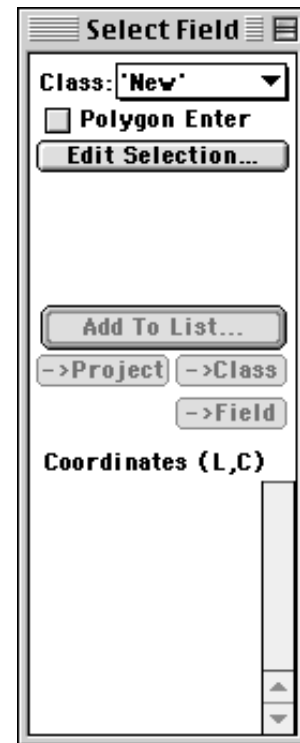 Select Field
Class: 'New'
Polygon Enter
Edit Selection...
Add To List...
->Project ->Class
->Field
Coordinates (L,C)